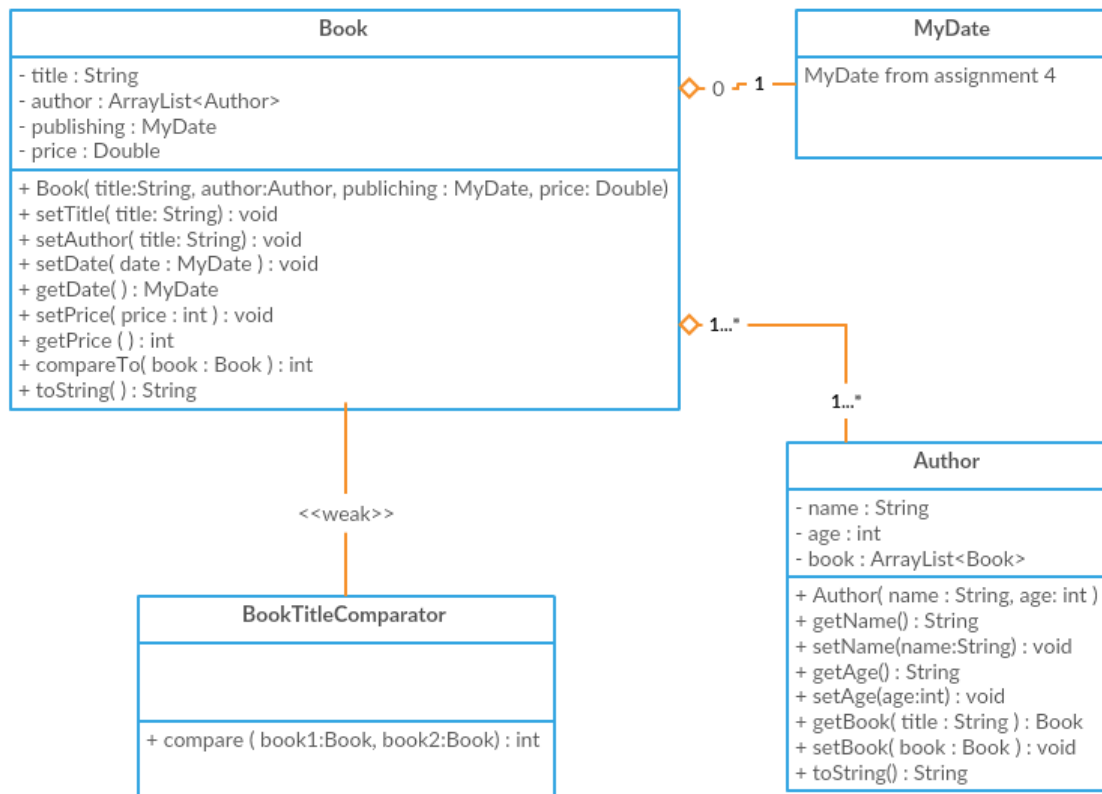 Book
- title : String
- author : ArrayList<Author>
- publishing : MyDate
- price : Double
+ Book( title:String, author:Author, publiching : MyDate, price: Double)
+ setTitle( title: String) : void
+ setAuthor( title: String) : void
+ setDate( date : MyDate ) : void
+ getDate( ) : MyDate
+ setPrice( price : int ) : void
+ getPrice ( ) : int
+ compareTo( book : Book ) : int
+ toString( ) : String
0
1
MyDate
MyDate from assignment 4
1...*
1...*
<<weak>>
BookTitleComparator
+ compare ( book1:Book, book2:Book) : int
Author
- name : String
- age : int
- book : ArrayList<Book>
+ Author( name : String, age: int )
+ getName() : String
+ setName(name:String) : void
+ getAge() : String
+ setAge(age:int) : void
+ getBook( title : String ) : Book
+ setBook( book : Book ) : void
+ toString() : String